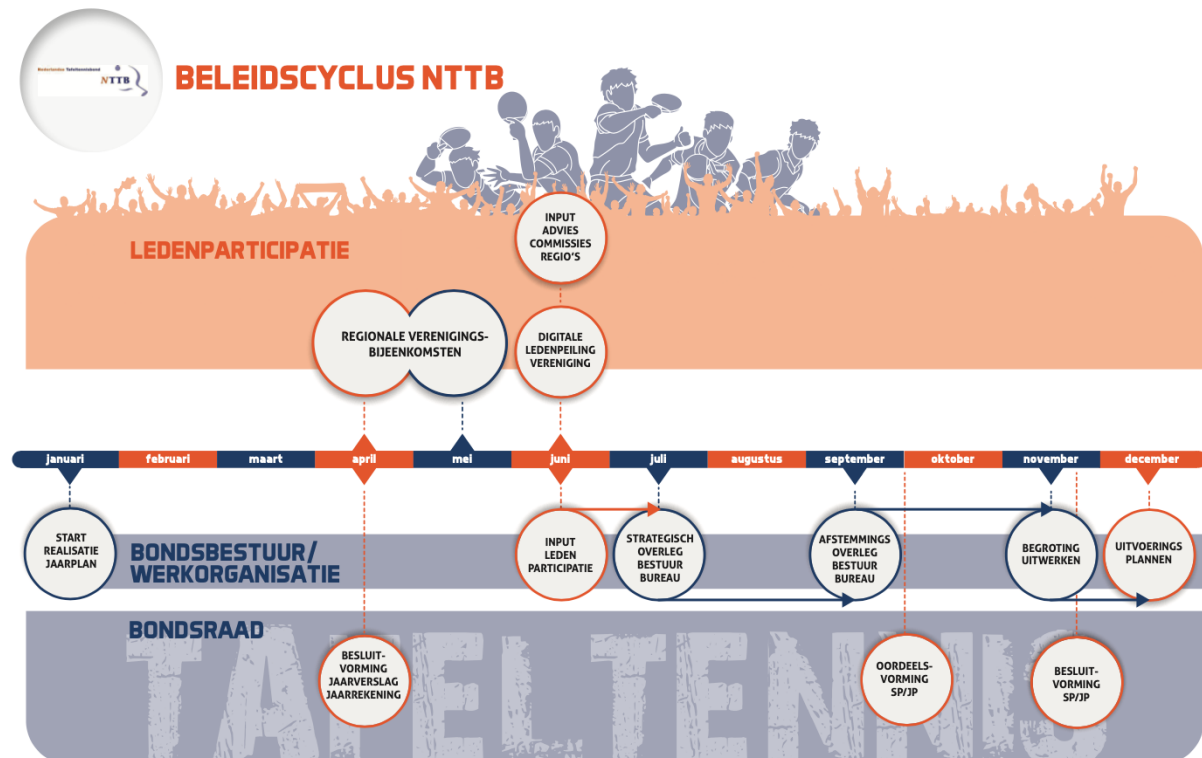 Nederlandse Tafeltennisbond
NTTB
BELEIDSCYCLUS NTTB
LEDENPARTICIPATIE
INPUT
ADVIES
COMMISSIES
REGIO'S
REGIONALE VERENIGINGS-
BIJEENKOMSTEN
DIGITALE
LEDENPEILING
VERENIGING
januari februari maart april mei juni juli augustus september oktober november december
START
REALISATIE
JAARPLAN
BONDSBESTUUR/
WERKORGANISATIE
INPUT
LEDEN
PARTICIPATIE
STRATEGISCH
OVERLEG
BESTUUR
BUREAU
AFSTEMMINGS
OVERLEG
BESTUUR
BUREAU
BEGROTING
UITWERKEN
UITVOERINGS
PLANNEN
BONDSRAAD
BESLUIT-
VORMING
JAARVERSLAG
JAARREKENING
OORDEELS-
VORMING
SP/JP
BESLUIT-
VORMING
SP/JP
TAFELTENNIS